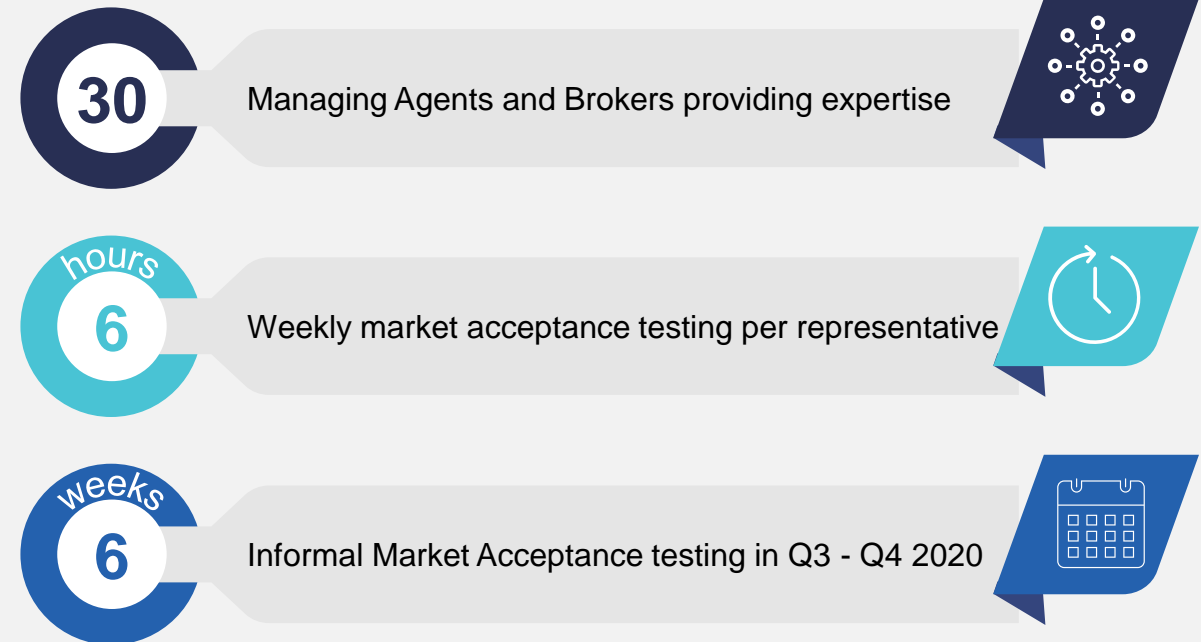 30
Managing Agents and Brokers providing expertise
hours
6
Weekly market acceptance testing per representative
weeks
6
Informal Market Acceptance testing in Q3 - Q4 2020